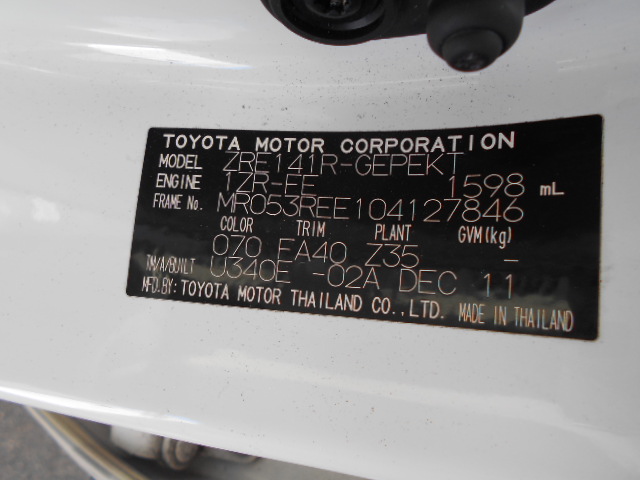 TOYOTA MOTOR CORPORATION
MODEL ZRE141R-GEPEKT
ENGINE 1ZR-FE 1598 mL
FRAME No. MR053REE104127846
COLOR TRIM PLANT GVM(kg)
070 FA40 Z35 –
TM/A/BUILT U340E -02A DEC 11
MFD.BY: TOYOTA MOTOR THAILAND CO.,LTD. MADE IN THAILAND